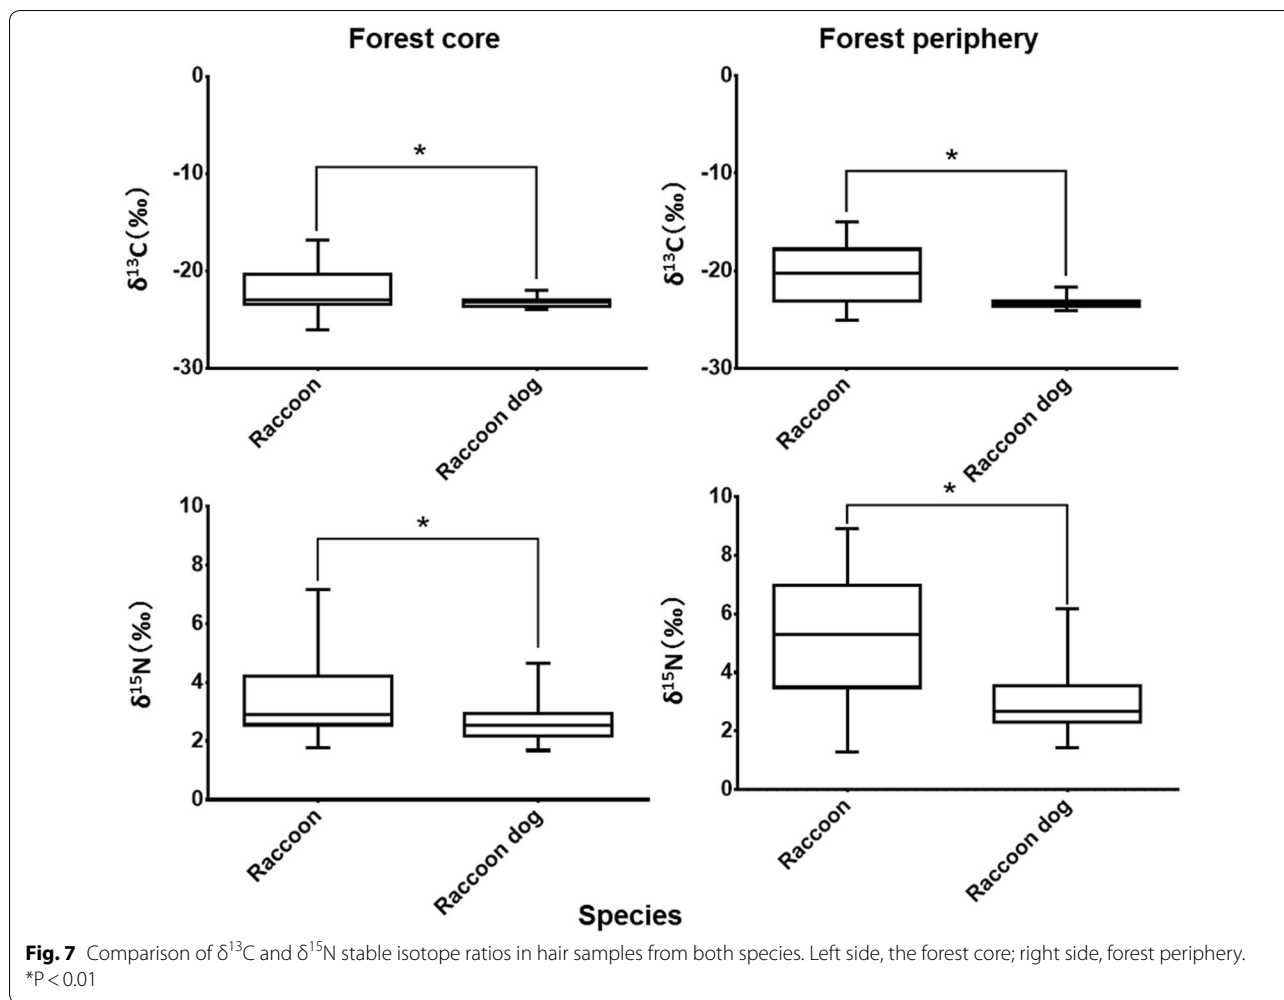 Forest core
Forest periphery
0
-10
-20
-30
δ¹³C(‰)
*
Raccoon
Raccoon dog
0
-10
-20
-30
δ¹³C(‰)
*
Raccoon
Raccoon dog
10
8
6
4
2
0
δ¹⁵N(‰)
*
Raccoon
Raccoon dog
10
8
6
4
2
0
δ¹⁵N(‰)
*
Raccoon
Raccoon dog
Species
Fig. 7 Comparison of δ¹³C and δ¹⁵N stable isotope ratios in hair samples from both species. Left side, the forest core; right side, forest periphery.
*P < 0.01